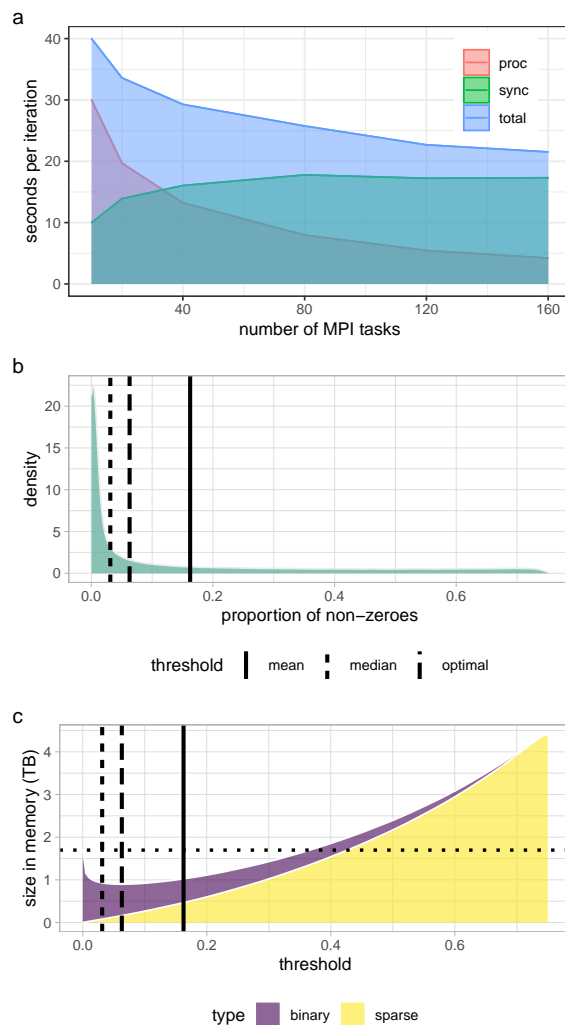 a
40
30
20
10
0
seconds per iteration
proc
sync
total
40
80
120
160
number of MPI tasks
b
20
15
10
5
0
density
0.0
0.2
0.4
0.6
proportion of non−zeroes
threshold mean median optimal
c
4
3
2
1
0
size in memory (TB)
0.0
0.2
0.4
0.6
threshold
type binary sparse